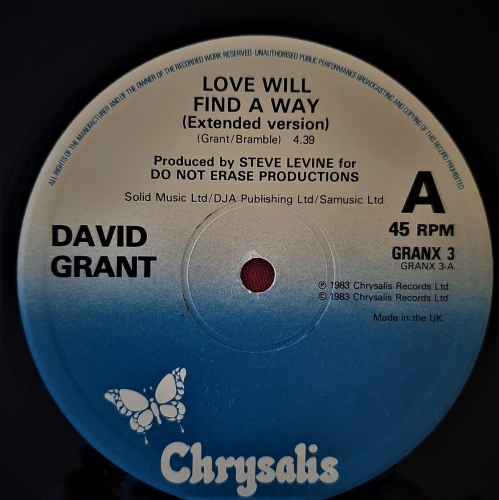 ALL RIGHTS OF THE MANUFACTURER AND OF THE OWNER OF THE RECORDED WORK RESERVED. UNAUTHORISED PUBLIC PERFORMANCE BROADCASTING AND COPYING OF THIS RECORD PROHIBITED
LOVE WILL
FIND A WAY
(Extended version)
(Grant/Bramble) 4.39
Produced by STEVE LEVINE for
DO NOT ERASE PRODUCTIONS
Solid Music Ltd/DJA Publishing Ltd/Samusic Ltd
A
DAVID
GRANT
45 RPM
GRANX 3
GRANX 3-A
℗ 1983 Chrysalis Records Ltd
© 1983 Chrysalis Records Ltd
Made in the UK
Chrysalis